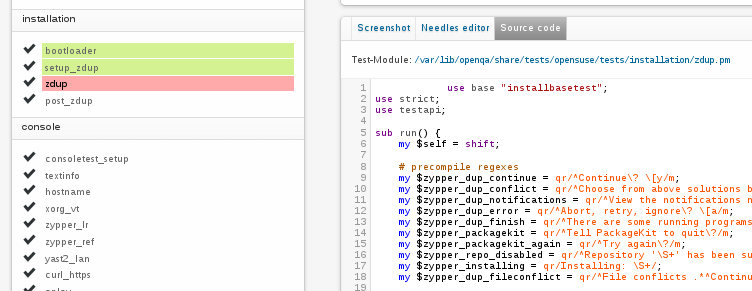 installation
bootloader
setup_zdup
zdup
post_zdup
console
consoletest_setup
textinfo
hostname
xorg_vt
zypper_lr
zypper_ref
yast2_lan
curl_https
Screenshot
Needles editor
Source code
Test-Module: /var/lib/openqa/share/tests/opensuse/tests/installation/zdup.pm
1 use base "installbasetest";
2 use strict;
3 use testapi;
4
5 sub run() {
6 my $self = shift;
7
8 # precompile regexes
9 my $zypper_dup_continue = qr/^Continue\? \[y/m;
10 my $zypper_dup_conflict = qr/^Choose from above solutions b
11 my $zypper_dup_notifications = qr/^View the notifications n
12 my $zypper_dup_error = qr/^Abort, retry, ignore\? \[a/m;
13 my $zypper_dup_finish = qr/^There are some running programs
14 my $zypper_packagekit = qr/^Tell PackageKit to quit\?/m;
15 my $zypper_packagekit_again = qr/^Try again\?/m;
16 my $zypper_repo_disabled = qr/^Repository '\S+' has been su
17 my $zypper_installing = qr/Installing: \S+/;
18 my $zypper_dup_fileconflict = qr/^File conflicts .*^Continu
19